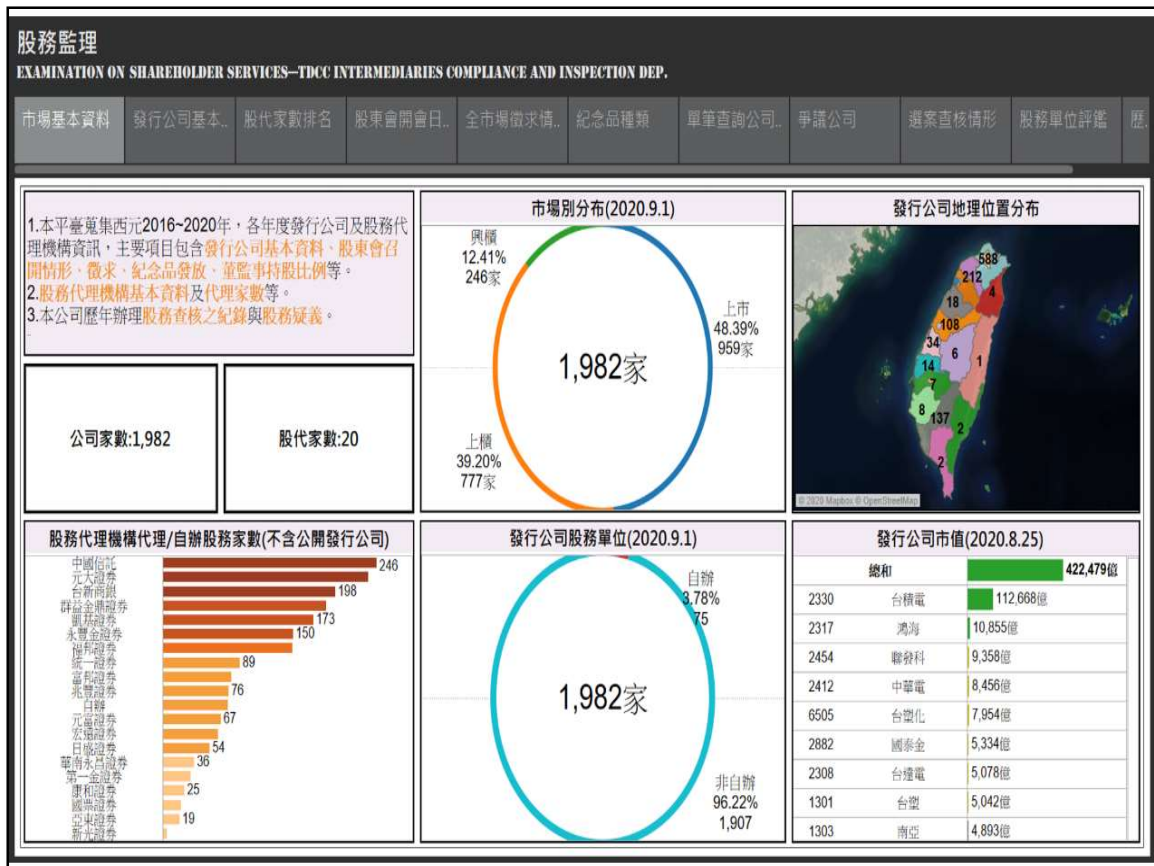 股務監理
EXAMINATION ON SHAREHOLDER SERVICES—TDCC INTERMEDIARIES COMPLIANCE AND INSPECTION DEP.
市場基本資料
發行公司基本..
股代家數排名
股東會開會日..
全市場徵求情..
紀念品種類
單筆查詢公司..
爭議公司
選案查核情形
股務單位評鑑
歷.
1.本平臺蒐集西元2016~2020年，各年度發行公司及股務代
理機構資訊，主要項目包含發行公司基本資料、股東會召
開情形、徵求、紀念品發放、董監事持股比例等。
2.股務代理機構基本資料及代理家數等。
3.本公司歷年辦理股務查核之紀錄與股務疑義。
公司家數:1,982
股代家數:20
市場別分布(2020.9.1)
興櫃
12.41%
246家
上市
48.39%
959家
1,982家
上櫃
39.20%
777家
發行公司地理位置分布
588
212
4
18
108
34
6
1
14
7
8
137
2
2
© 2020 Mapbox © OpenStreetMap
股務代理機構代理/自辦股務家數(不含公開發行公司)
中國信託 246
元大證券
台新商銀 198
群益金鼎證券
凱基證券 173
永豐金證券 150
福邦證券
統一證券 89
富邦證券
兆豐證券 76
自辦
元富證券 67
宏遠證券
日盛證券 54
華南永昌證券 36
第一金證券
康和證券 25
國票證券
亞東證券 19
新光證券
發行公司股務單位(2020.9.1)
自辦
3.78%
75
1,982家
非自辦
96.22%
1,907
發行公司市值(2020.8.25)
總和 422,479億
2330 台積電 112,668億
2317 鴻海 10,855億
2454 聯發科 9,358億
2412 中華電 8,456億
6505 台塑化 7,954億
2882 國泰金 5,334億
2308 台達電 5,078億
1301 台塑 5,042億
1303 南亞 4,893億